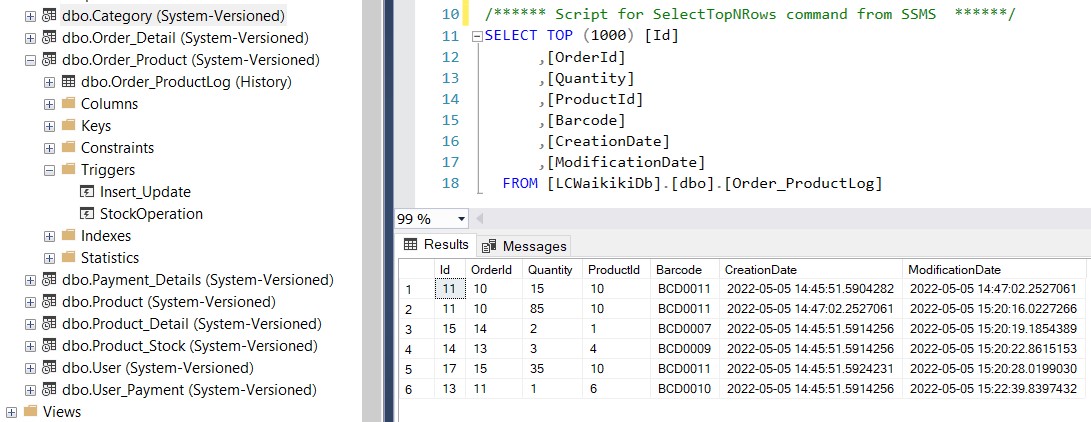 dbo.Category (System-Versioned)
dbo.Order_Detail (System-Versioned)
dbo.Order_Product (System-Versioned)
dbo.Order_ProductLog (History)
Columns
Keys
Constraints
Triggers
Insert_Update
StockOperation
Indexes
Statistics
dbo.Payment_Details (System-Versioned)
dbo.Product (System-Versioned)
dbo.Product_Detail (System-Versioned)
dbo.Product_Stock (System-Versioned)
dbo.User (System-Versioned)
dbo.User_Payment (System-Versioned)
Views
10 /****** Script for SelectTopNRows command from SSMS ******/
11 SELECT TOP (1000) [Id]
12 ,[OrderId]
13 ,[Quantity]
14 ,[ProductId]
15 ,[Barcode]
16 ,[CreationDate]
17 ,[ModificationDate]
18 FROM [LCWaikikiDb].[dbo].[Order_ProductLog]
99 %
Results Messages
Id OrderId Quantity ProductId Barcode CreationDate ModificationDate
1 11 10 15 10 BCD0011 2022-05-05 14:45:51.5904282 2022-05-05 14:47:02.2527061
2 11 10 85 10 BCD0011 2022-05-05 14:47:02.2527061 2022-05-05 15:20:16.0227266
3 15 14 2 1 BCD0007 2022-05-05 14:45:51.5914256 2022-05-05 15:20:19.1854389
4 14 13 3 4 BCD0009 2022-05-05 14:45:51.5914256 2022-05-05 15:20:22.8615153
5 17 15 35 10 BCD0011 2022-05-05 14:45:51.5924231 2022-05-05 15:20:28.0199030
6 13 11 1 6 BCD0010 2022-05-05 14:45:51.5914256 2022-05-05 15:22:39.8397432